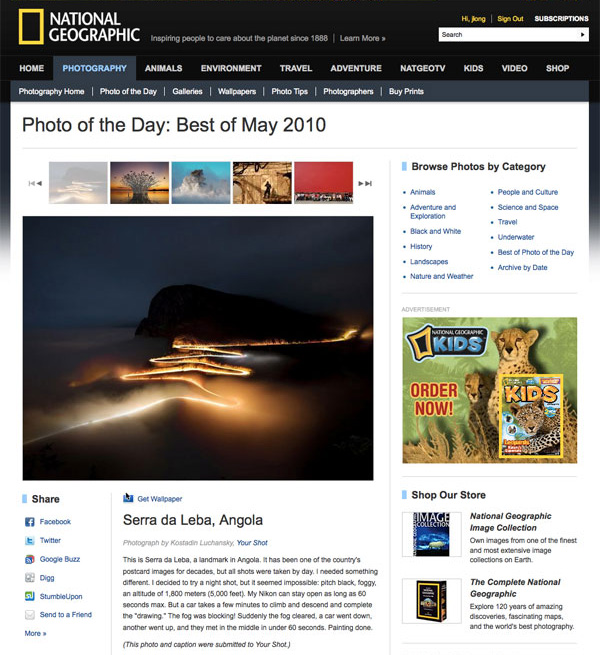 NATIONAL
GEOGRAPHIC
Inspiring people to care about the planet since 1888 | Learn More »
Hi, jlong | Sign Out SUBSCRIPTIONS
Search
HOME PHOTOGRAPHY ANIMALS ENVIRONMENT TRAVEL ADVENTURE NATGEOTV KIDS VIDEO SHOP
Photography Home | Photo of the Day | Galleries | Wallpapers | Photo Tips | Photographers | Buy Prints
Photo of the Day: Best of May 2010
Browse Photos by Category
Animals
Adventure and
Exploration
Black and White
History
Landscapes
Nature and Weather
People and Culture
Science and Space
Travel
Underwater
Best of Photo of the Day
Archive by Date
ADVERTISEMENT
NATIONAL GEOGRAPHIC
KIDS
ORDER
NOW!
KIDS
Share
Facebook
Twitter
Google Buzz
Digg
StumbleUpon
Send to a Friend
More »
Get Wallpaper
Serra da Leba, Angola
Photograph by Kostadin Luchansky, Your Shot
This is Serra da Leba, a landmark in Angola. It has been one of the country's
postcard images for decades, but all shots were taken by day. I needed something
different. I decided to try a night shot, but it seemed impossible: pitch black, foggy,
an altitude of 1,800 meters (5,000 feet). My Nikon can stay open as long as 60
seconds max. But a car takes a few minutes to climb and descend and complete
the "drawing." The fog was blocking! Suddenly the fog cleared, a car went down,
another went up, and they met in the middle in under 60 seconds. Painting done.
(This photo and caption were submitted to Your Shot.)
Shop Our Store
IMAGE
COLLECTION
National Geographic
Image Collection
Own images from one of the finest
and most extensive image
collections on Earth.
The Complete National
Geographic
Explore 120 years of amazing
discoveries, fascinating maps,
and the world's best photography.